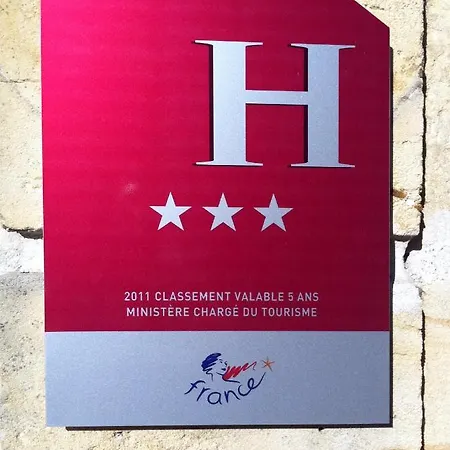 H
2011 CLASSEMENT VALABLE 5 ANS
MINISTÈRE CHARGÉ DU TOURISME
france